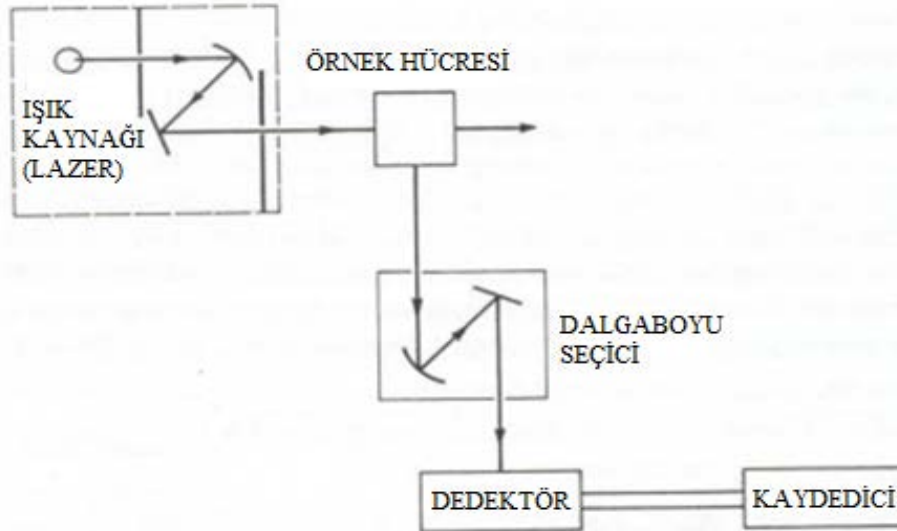 ÖRNEK HÜCRESİ
IŞIK
KAYNAĞI
(LAZER)
DALGABOYU
SEÇİCİ
DEDEKTÖR
KAYDEDİCİ